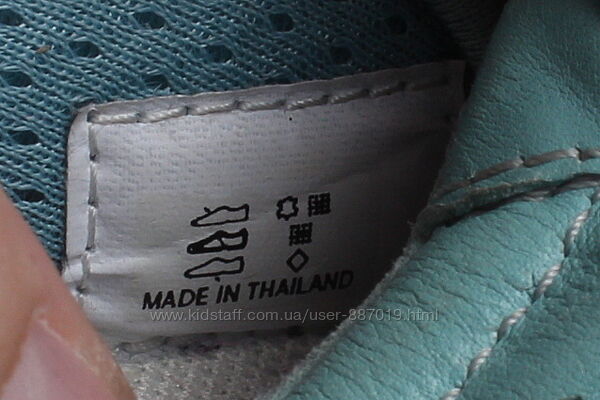 MADE IN THAILAND
www.kidstaff.com.ua/user-887019.html